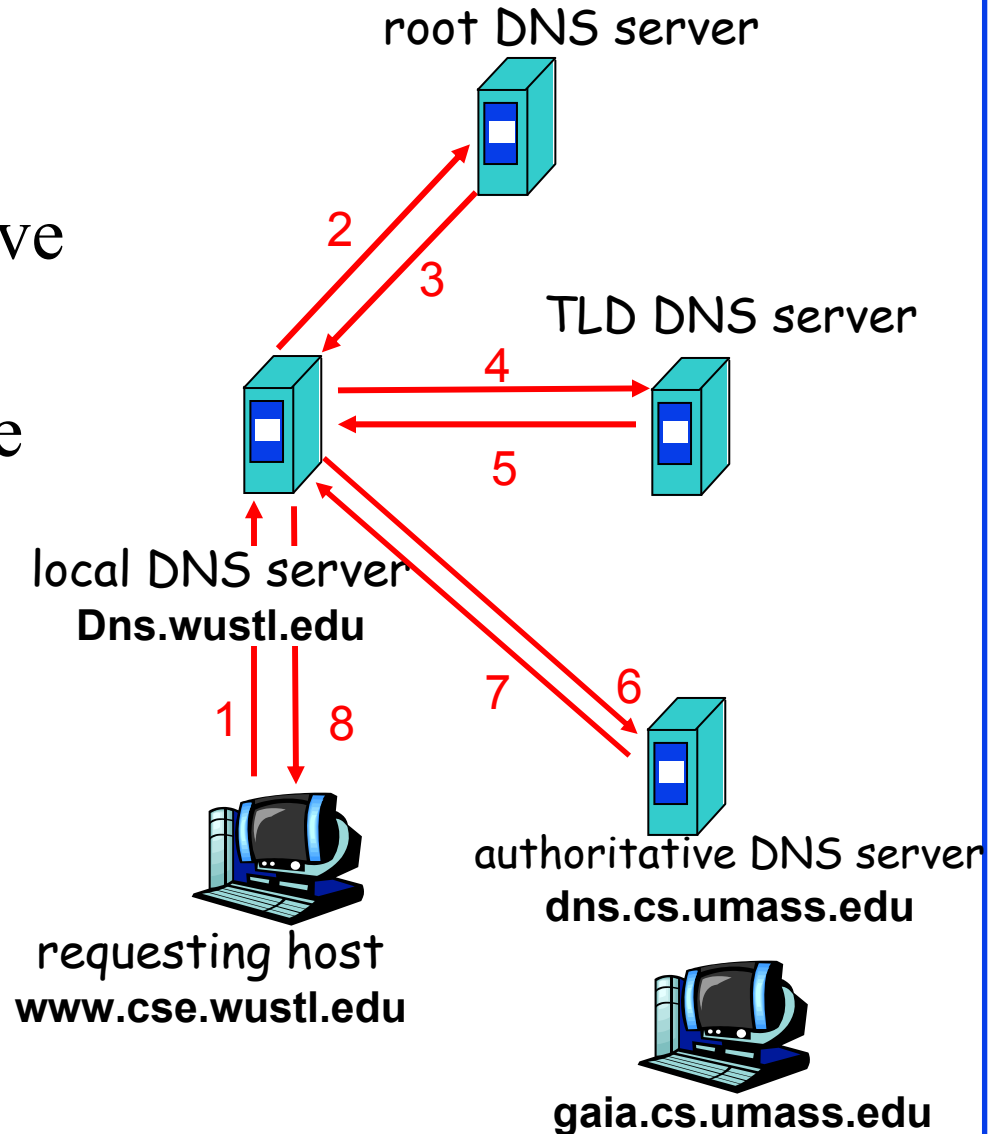 root DNS server
ve
2
3
TLD DNS server
4
e
5
local DNS server
Dns.wustl.edu
7
6
1
8
authoritative DNS server
dns.cs.umass.edu
requesting host
www.cse.wustl.edu
gaia.cs.umass.edu